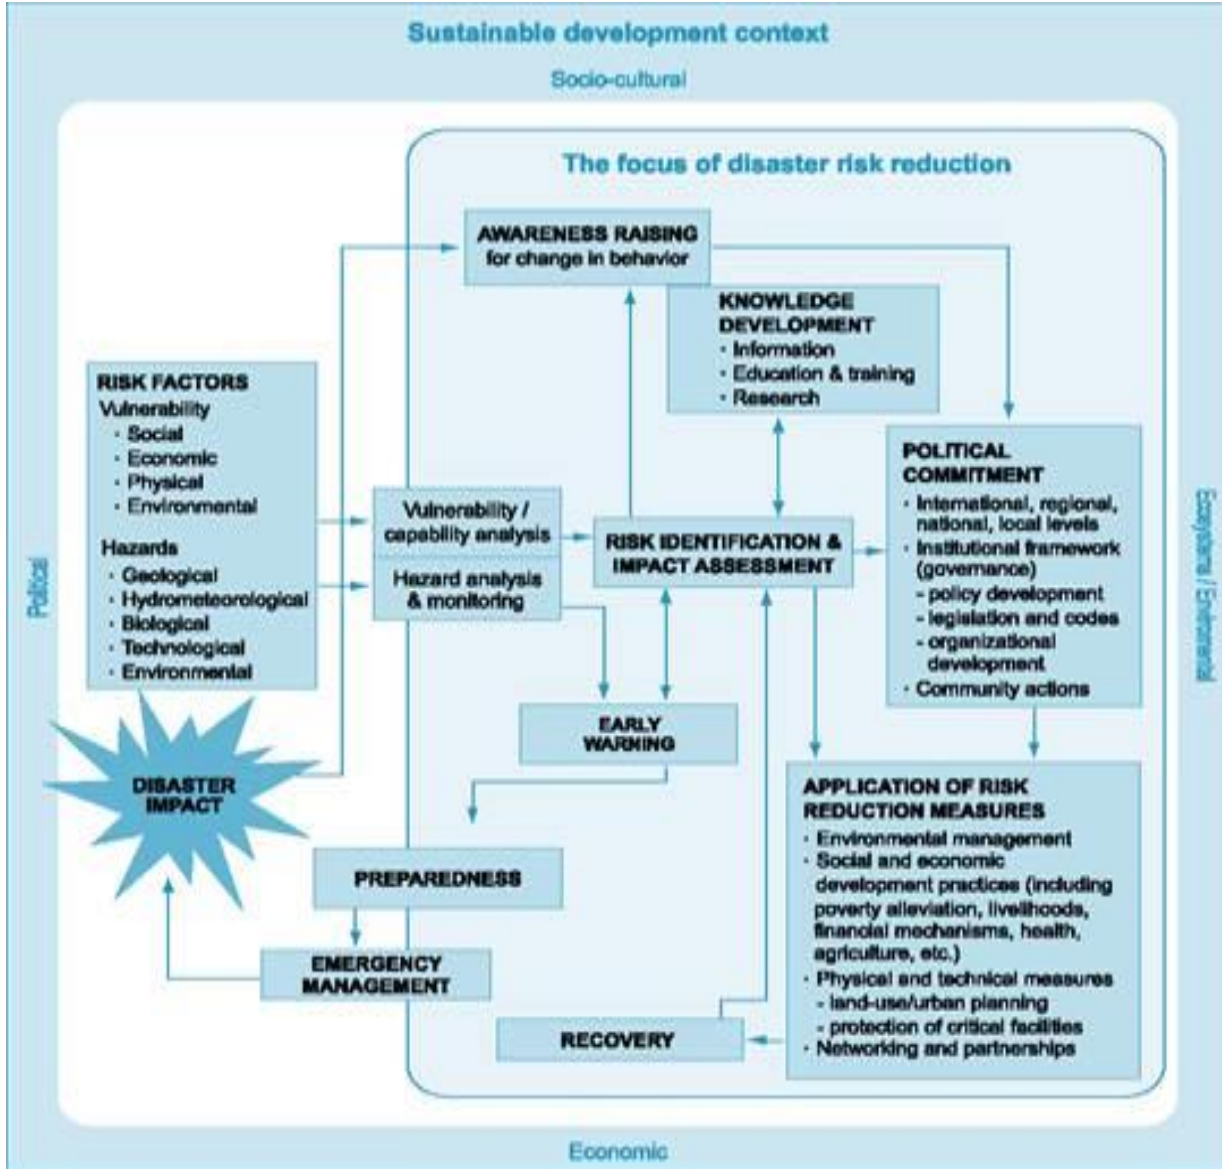 Sustainable development context
Socio-cultural
The focus of disaster risk reduction
AWARENESS RAISING
for change in behavior
KNOWLEDGE
DEVELOPMENT
· Information
· Education & training
· Research
RISK FACTORS
Vulnerability
· Social
· Economic
· Physical
· Environmental
Hazards
· Geological
· Hydrometeorological
· Biological
· Technological
· Environmental
Vulnerability /
capability analysis
Hazard analysis
& monitoring
RISK IDENTIFICATION &
IMPACT ASSESSMENT
POLITICAL
COMMITMENT
· International, regional,
national, local levels
· Institutional framework
(governance)
- policy development
- legislation and codes
- organizational
development
· Community actions
Political
Ecosystems / Environmental
EARLY
WARNING
DISASTER
IMPACT
PREPAREDNESS
EMERGENCY
MANAGEMENT
RECOVERY
APPLICATION OF RISK
REDUCTION MEASURES
· Environmental management
· Social and economic
development practices (including
poverty alleviation, livelihoods,
financial mechanisms, health,
agriculture, etc.)
· Physical and technical measures
- land-use/urban planning
- protection of critical facilities
· Networking and partnerships
Economic